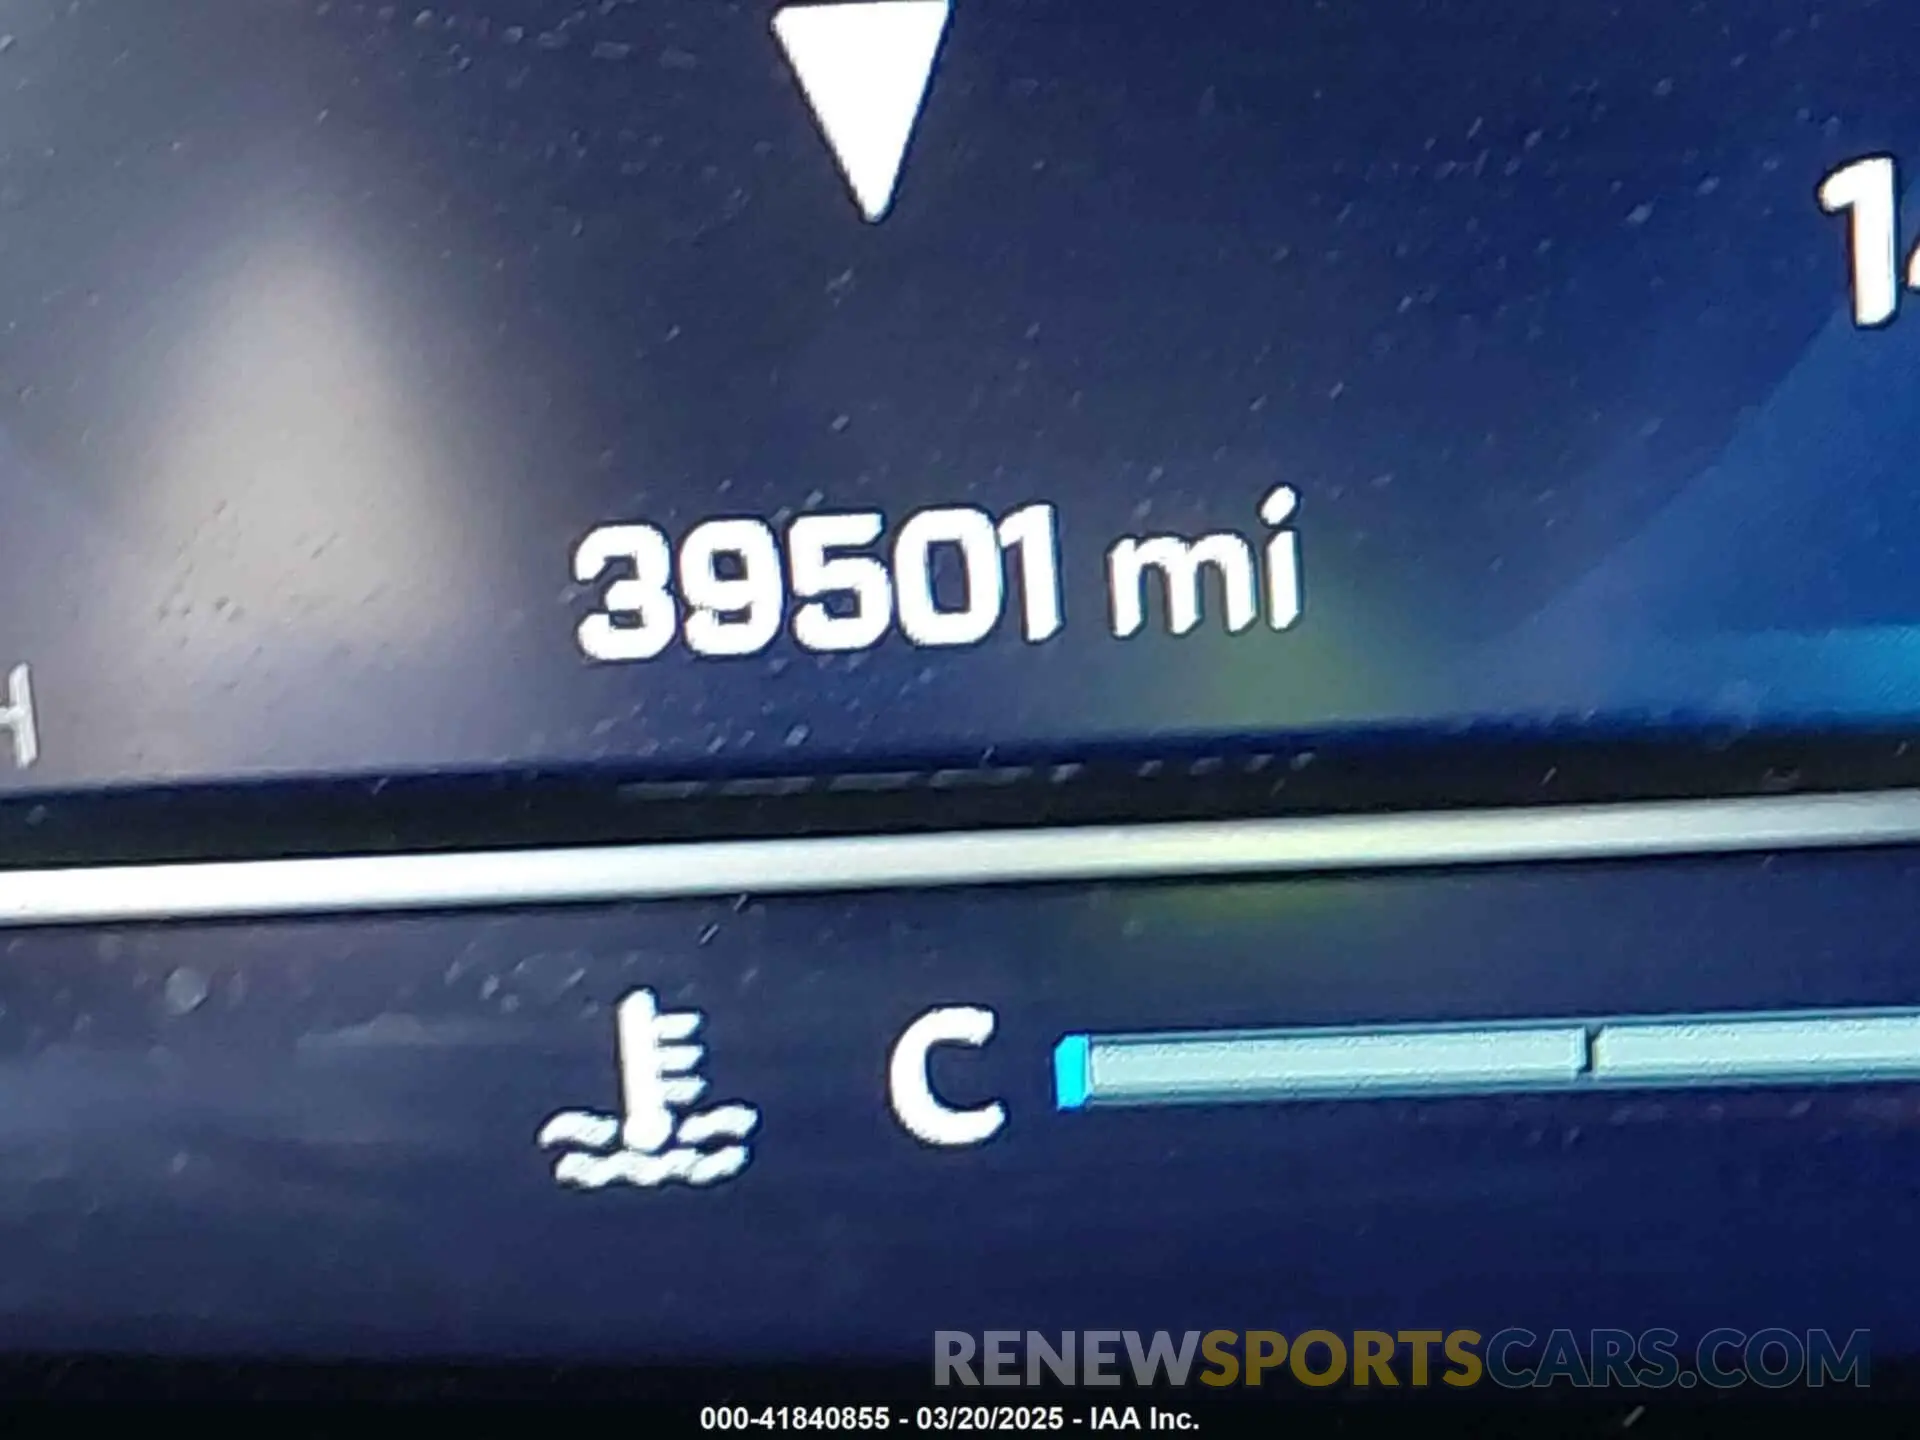 39501 mi
H
C
RENEWSPORTSCARS.COM
000-41840855 - 03/20/2025 - IAA Inc.